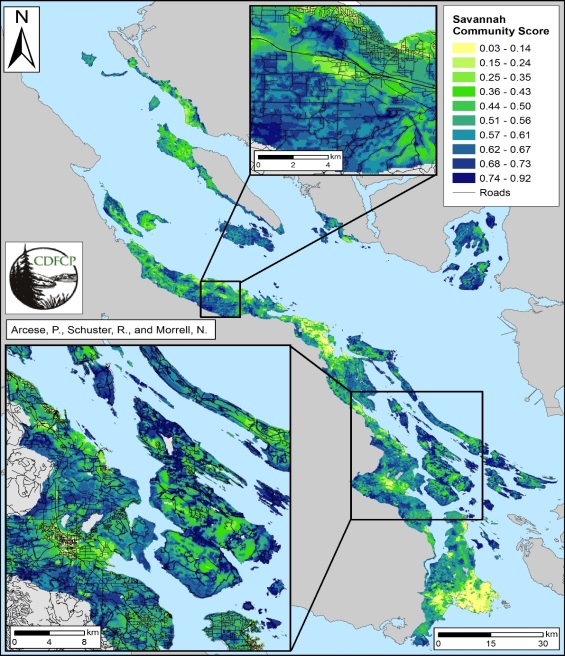 N
Savannah
Community Score
0.03 - 0.14
0.15 - 0.24
0.25 - 0.35
0.36 - 0.43
0.44 - 0.50
0.51 - 0.56
0.57 - 0.61
0.62 - 0.67
0.68 - 0.73
0.74 - 0.92
Roads
km
0 2 4
CDFCP
Arcese, P., Schuster, R., and Morrell, N.
km
0 4 8
km
0 15 30